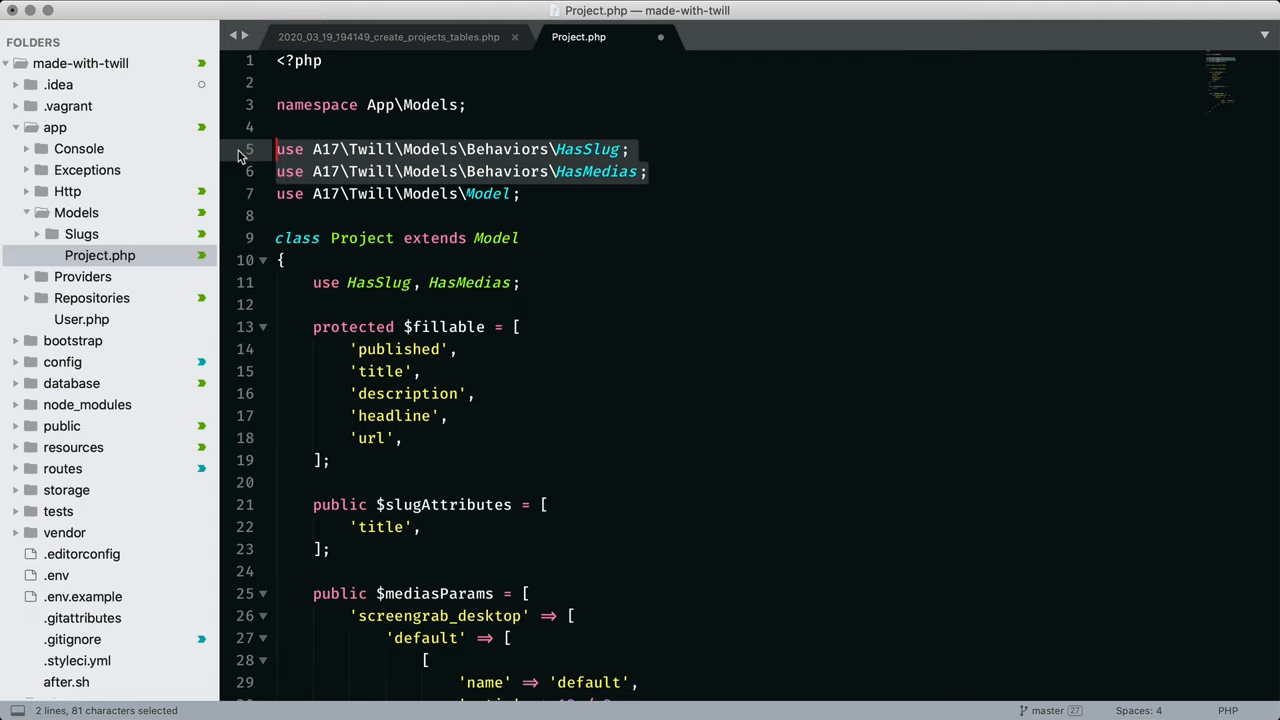 Project.php — made-with-twill
FOLDERS
made-with-twill
.idea
.vagrant
app
Console
Exceptions
Http
Models
Slugs
Project.php
Providers
Repositories
User.php
bootstrap
config
database
node_modules
public
resources
routes
storage
tests
vendor
.editorconfig
.env
.env.example
.gitattributes
.gitignore
.styleci.yml
after.sh
2020_03_19_194149_create_projects_tables.php ×
Project.php
1 <?php
2
3 namespace App\Models;
4
5 use A17\Twill\Models\Behaviors\HasSlug;
6 use A17\Twill\Models\Behaviors\HasMedias;
7 use A17\Twill\Models\Model;
8
9 class Project extends Model
10 {
11 use HasSlug, HasMedias;
12
13 protected $fillable = [
14 'published',
15 'title',
16 'description',
17 'headline',
18 'url',
19 ];
20
21 public $slugAttributes = [
22 'title',
23 ];
24
25 public $mediasParams = [
26 'screengrab_desktop' => [
27 'default' => [
28 [
29 'name' => 'default',
2 lines, 81 characters selected
master 27
Spaces: 4
PHP